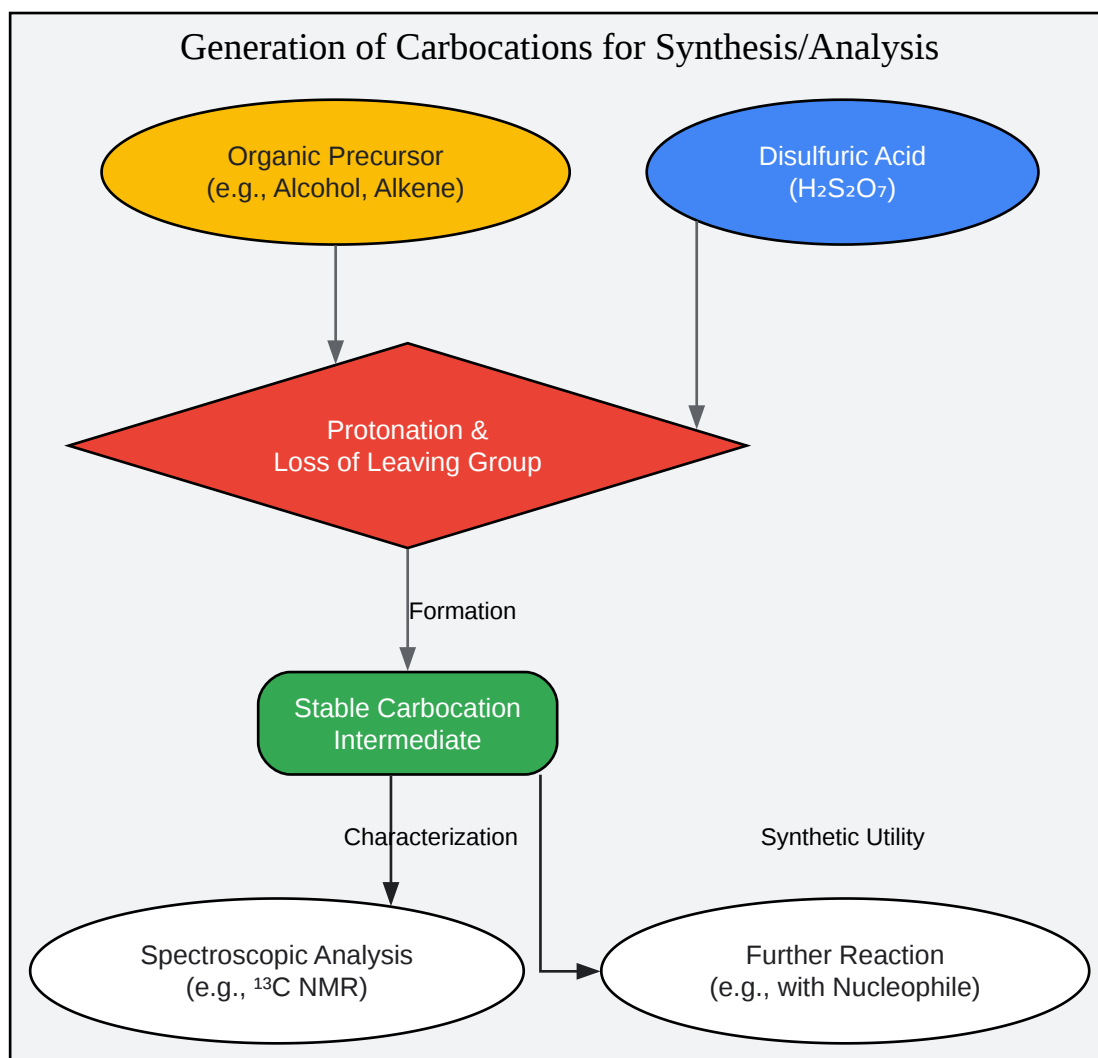 Generation of Carbocations for Synthesis/Analysis
Organic Precursor
(e.g., Alcohol, Alkene)
Disulfuric Acid
(H₂S₂O₇)
Protonation &
Loss of Leaving Group
Formation
Stable Carbocation
Intermediate
Characterization
Synthetic Utility
Spectroscopic Analysis
(e.g., ¹³C NMR)
Further Reaction
(e.g., with Nucleophile)